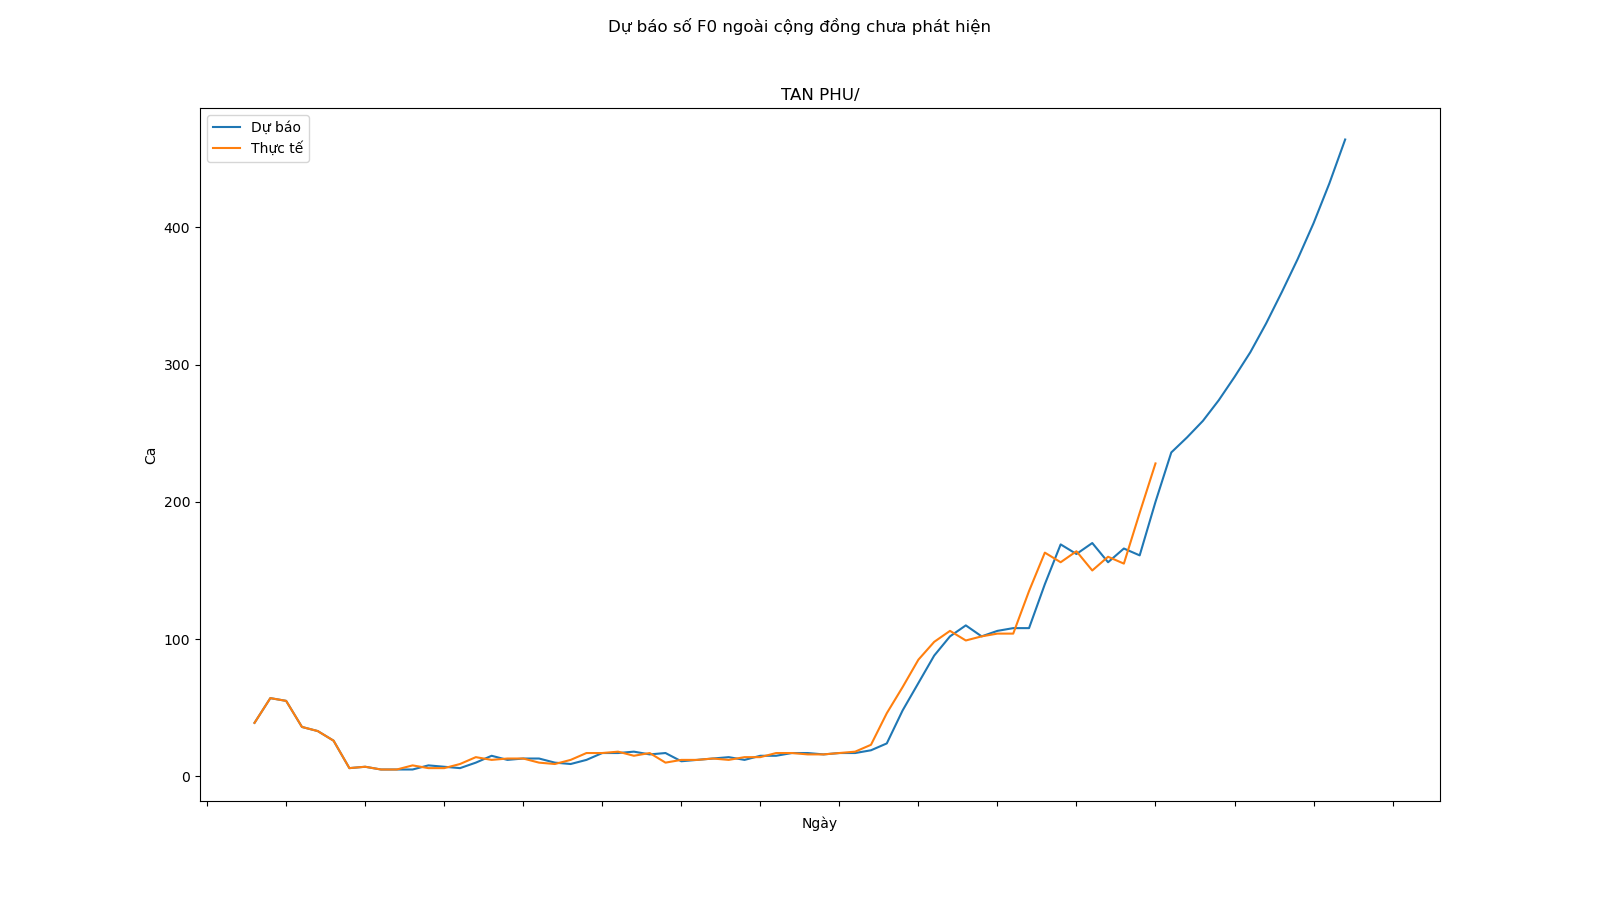 Dự báo số F0 ngoài cộng đồng chưa phát hiện
TAN PHU/
Dự báo
Thực tế
400
300
200
100
0
Ca
Ngày